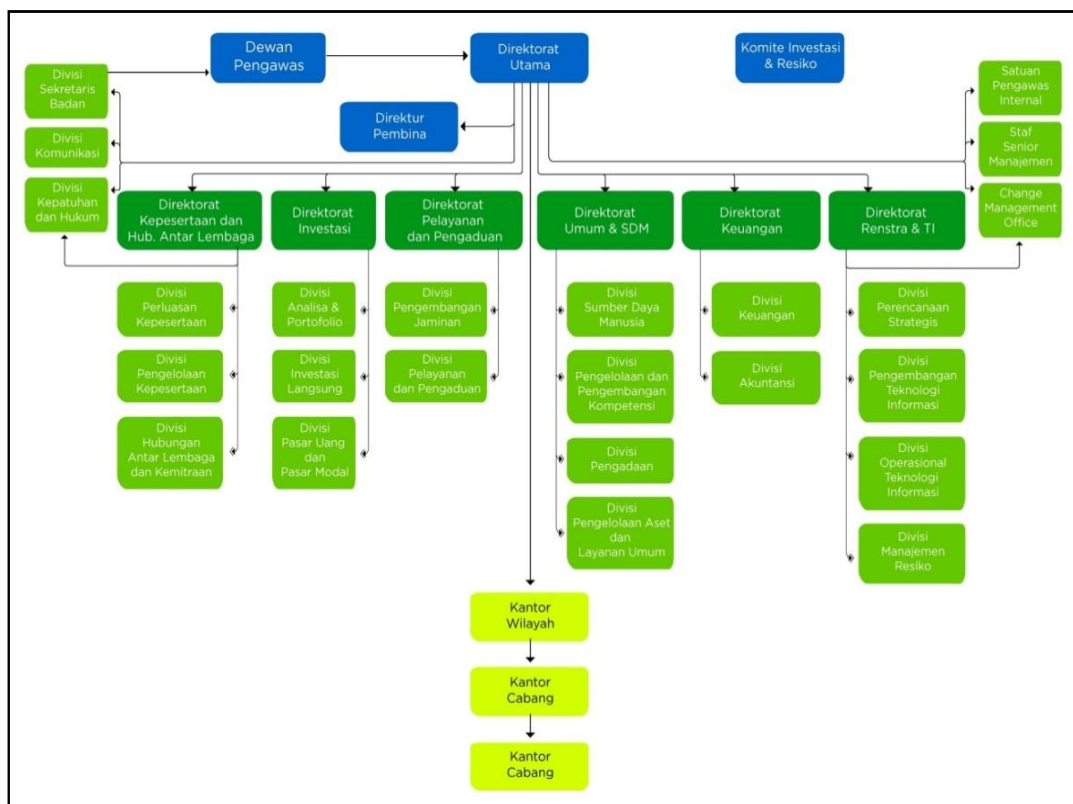 Dewan
Pengawas
Direktorat
Utama
Komite Investasi
& Resiko
Divisi
Sekretaris
Badan
Satuan
Pengawas
Internal
Direktur
Pembina
Divisi
Komunikasi
Staf
Senior
Manajemen
Divisi
Kepatuhan
dan Hukum
Change
Management
Office
Direktorat
Kepesertaan dan
Hub. Antar Lembaga
Direktorat
Investasi
Direktorat
Pelayanan
dan Pengaduan
Direktorat
Umum & SDM
Direktorat
Keuangan
Direktorat
Renstra & TI
Divisi
Perluasan
Kepesertaan
Divisi
Analisa &
Portofolio
Divisi
Pengembangan
Jaminan
Divisi
Sumber Daya
Manusia
Divisi
Keuangan
Divisi
Perencanaan
Strategis
Divisi
Pengelolaan
Kepesertaan
Divisi
Investasi
Langsung
Divisi
Pelayanan
dan Pengaduan
Divisi
Pengelolaan dan
Pengembangan
Kompetensi
Divisi
Akuntansi
Divisi
Pengembangan
Teknologi
Informasi
Divisi
Hubungan
Antar Lembaga
dan Kemitraan
Divisi
Pasar Uang
dan
Pasar Modal
Divisi
Pengadaan
Divisi
Operasional
Teknologi
Informasi
Divisi
Pengelolaan Aset
dan
Layanan Umum
Divisi
Manajemen
Resiko
Kantor
Wilayah
Kantor
Cabang
Kantor
Cabang